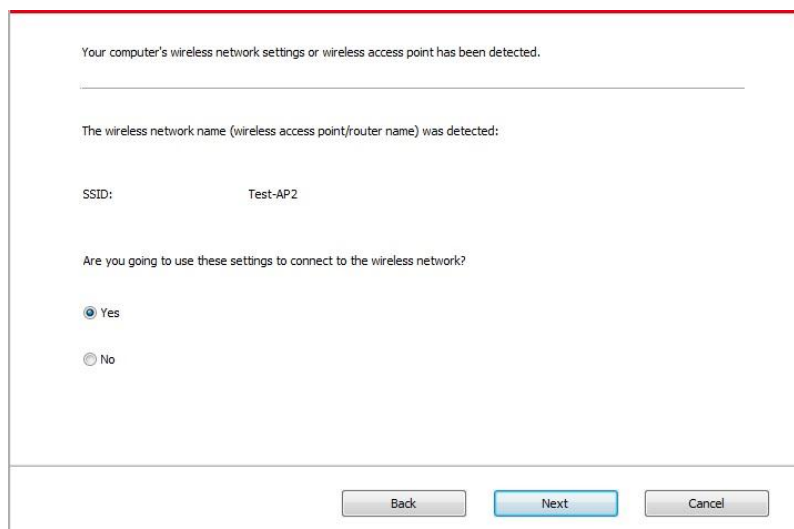 Your computer's wireless network settings or wireless access point has been detected.
The wireless network name (wireless access point/router name) was detected:
SSID: Test-AP2
Are you going to use these settings to connect to the wireless network?
Yes
No
Back Next Cancel